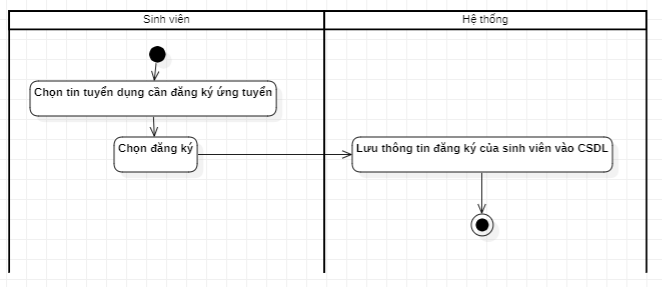 Sinh viên
Hệ thống
Chọn tin tuyển dụng cần đăng ký ứng tuyển
Chọn đăng ký
Lưu thông tin đăng ký của sinh viên vào CSDL